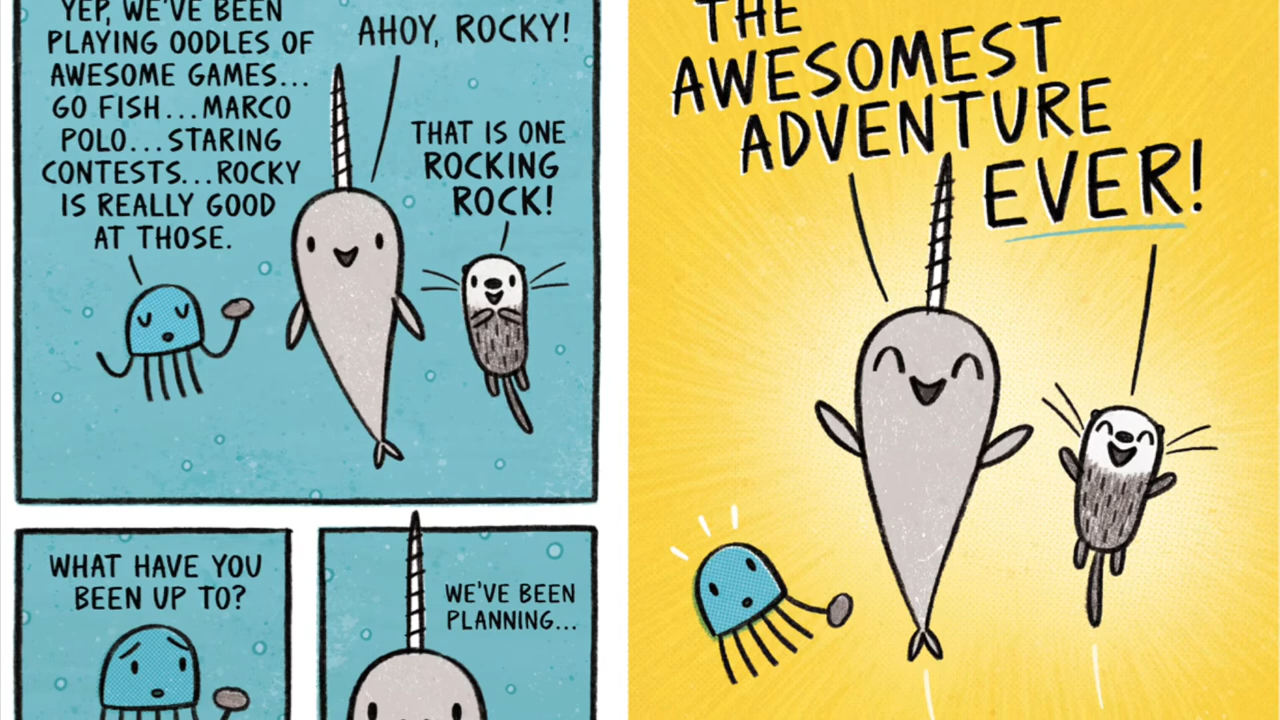 YEP, WE'VE BEEN
PLAYING OODLES OF
AWESOME GAMES...
GO FISH...MARCO
POLO...STARING
CONTESTS...ROCKY
IS REALLY GOOD
AT THOSE.
AHOY, ROCKY!
THAT IS ONE
ROCKING
ROCK!
WHAT HAVE YOU
BEEN UP TO?
WE'VE BEEN
PLANNING...
THE
AWESOMEST
ADVENTURE
EVER!